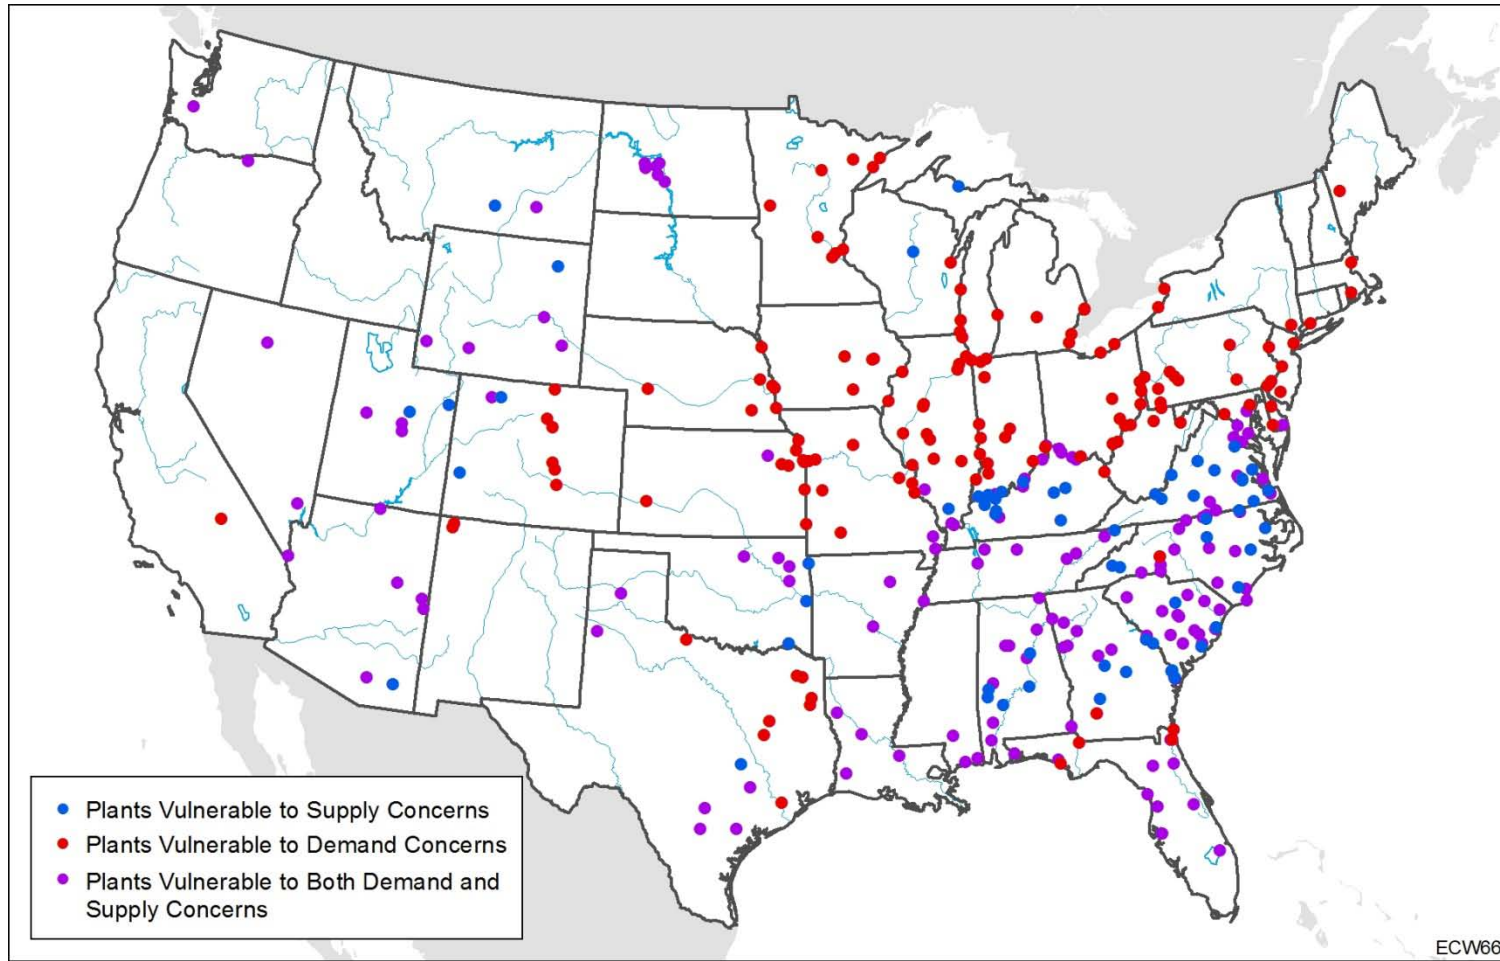 Plants Vulnerable to Supply Concerns
Plants Vulnerable to Demand Concerns
Plants Vulnerable to Both Demand and
Supply Concerns
ECW66